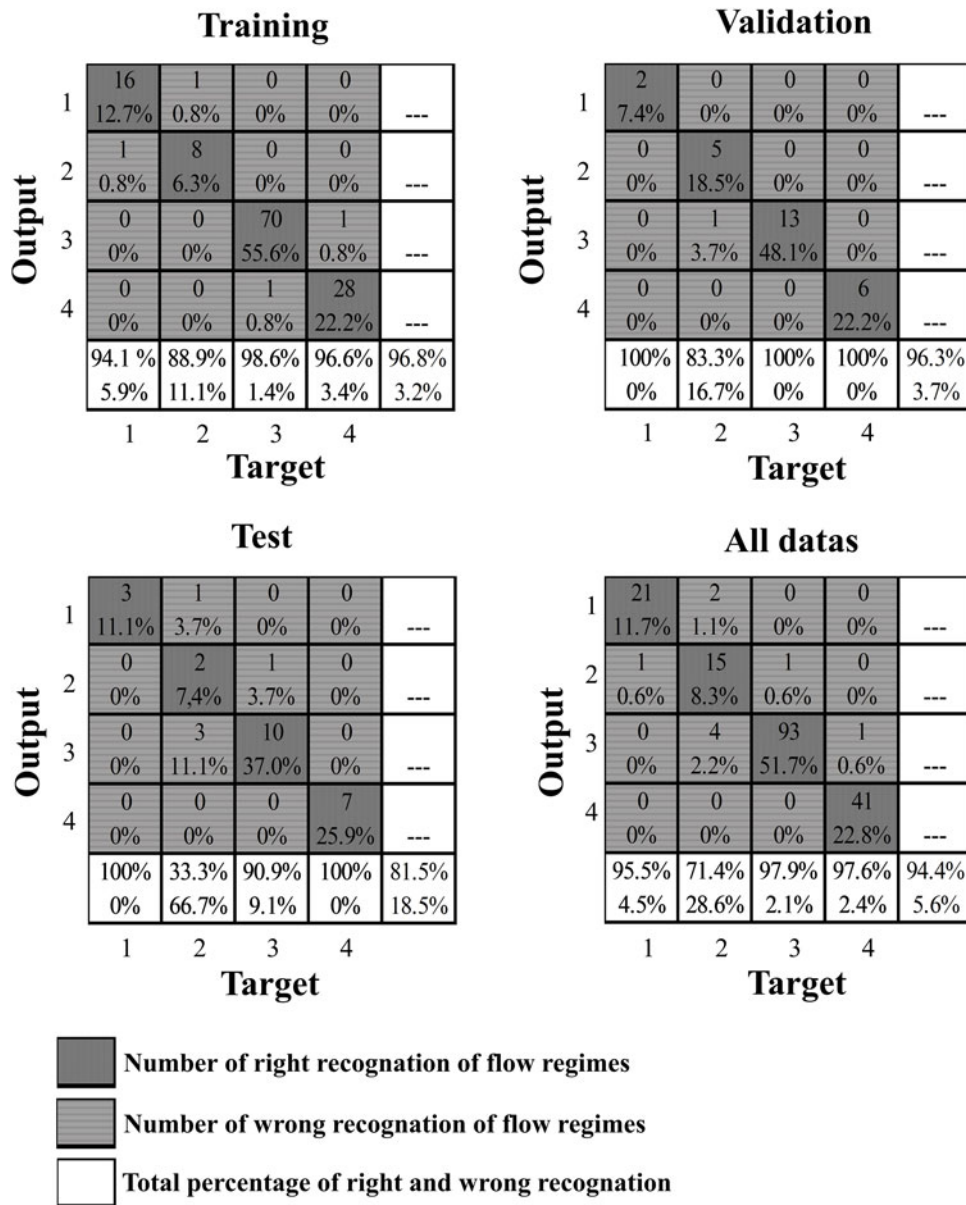 Training
16 1 0 0
1
12.7% 0.8% 0% 0% ---
1 8 0 0
2
0.8% 6.3% 0% 0% ---
0 0 70 1
3
0% 0% 55.6% 0.8% ---
0 0 1 28
4
0% 0% 0.8% 22.2% ---
94.1 % 88.9% 98.6% 96.6% 96.8%
5.9% 11.1% 1.4% 3.4% 3.2%
1 2 3 4
Target
Output
Validation
2 0 0 0
1
7.4% 0% 0% 0% ---
0 5 0 0
2
0% 18.5% 0% 0% ---
0 1 13 0
3
0% 3.7% 48.1% 0% ---
0 0 0 6
4
0% 0% 0% 22.2% ---
100% 83.3% 100% 100% 96.3%
0% 16.7% 0% 0% 3.7%
1 2 3 4
Target
Output
Test
3 1 0 0
1
11.1% 3.7% 0% 0% ---
0 2 1 0
2
0% 7,4% 3.7% 0% ---
0 3 10 0
3
0% 11.1% 37.0% 0% ---
0 0 0 7
4
0% 0% 0% 25.9% ---
100% 33.3% 90.9% 100% 81.5%
0% 66.7% 9.1% 0% 18.5%
1 2 3 4
Target
Output
All datas
21 2 0 0
1
11.7% 1.1% 0% 0% ---
1 15 1 0
2
0.6% 8.3% 0.6% 0% ---
0 4 93 1
3
0% 2.2% 51.7% 0.6% ---
0 0 0 41
4
0% 0% 0% 22.8% ---
95.5% 71.4% 97.9% 97.6% 94.4%
4.5% 28.6% 2.1% 2.4% 5.6%
1 2 3 4
Target
Output
Number of right recognation of flow regimes
Number of wrong recognation of flow regimes
Total percentage of right and wrong recognation